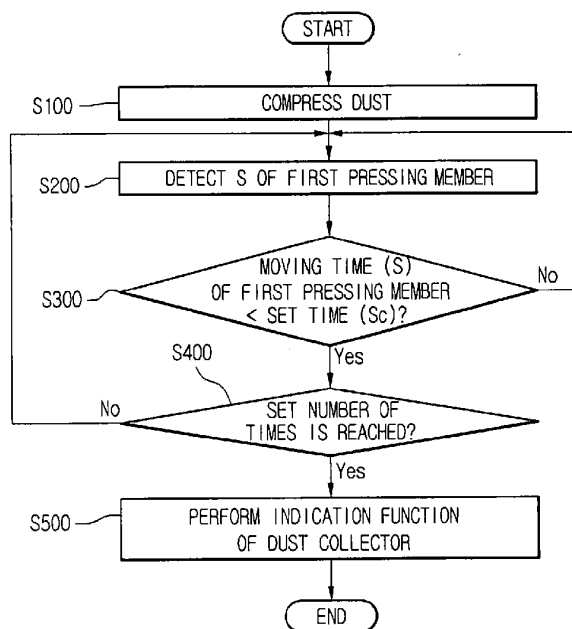 START
S100
COMPRESS DUST
S200
DETECT S OF FIRST PRESSING MEMBER
S300
MOVING TIME (S)
OF FIRST PRESSING MEMBER
< SET TIME (Sc)?
No
Yes
S400
No
SET NUMBER OF
TIMES IS REACHED?
Yes
S500
PERFORM INDICATION FUNCTION
OF DUST COLLECTOR
END